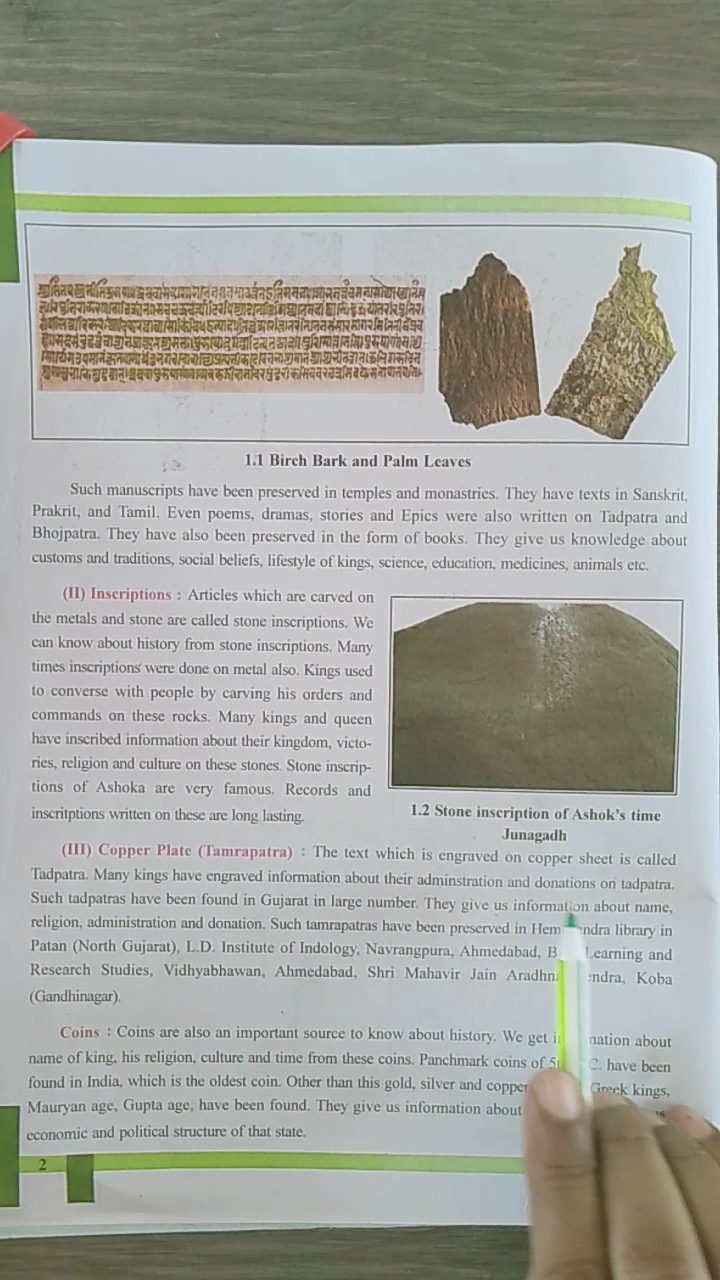 1.1 Birch Bark and Palm Leaves
Such manuscripts have been preserved in temples and monastries. They have texts in Sanskrit,
Prakrit, and Tamil. Even poems, dramas, stories and Epics were also written on Tadpatra and
Bhojpatra. They have also been preserved in the form of books. They give us knowledge about
customs and traditions, social beliefs, lifestyle of kings, science, education, medicines, animals etc.
(II) Inscriptions : Articles which are carved on
the metals and stone are called stone inscriptions. We
can know about history from stone inscriptions. Many
times inscriptions were done on metal also. Kings used
to converse with people by carving his orders and
commands on these rocks. Many kings and queen
have inscribed information about their kingdom, victo-
ries, religion and culture on these stones. Stone inscrip-
tions of Ashoka are very famous. Records and
inscritptions written on these are long lasting.
1.2 Stone inscription of Ashok's time
Junagadh
(III) Copper Plate (Tamrapatra) : The text which is engraved on copper sheet is called
Tadpatra. Many kings have engraved information about their adminstration and donations on tadpatra.
Such tadpatras have been found in Gujarat in large number. They give us information about name,
religion, administration and donation. Such tamrapatras have been preserved in library in
Patan (North Gujarat), L.D. Institute of Indology, Navrangpura, Ahmedabad, Learning and
Research Studies, Vidhyabhawan, Ahmedabad, Shri Mahavir Jain Koba
(Gandhinagar).
Coins : Coins are also an important source to know about history. We get about
name of king, his religion, culture and time from these coins. Panchmark coins of have been
found in India, which is the oldest coin. Other than this gold, silver and Greek kings,
Mauryan age, Gupta age, have been found. They give us information about
economic and political structure of that state.
2